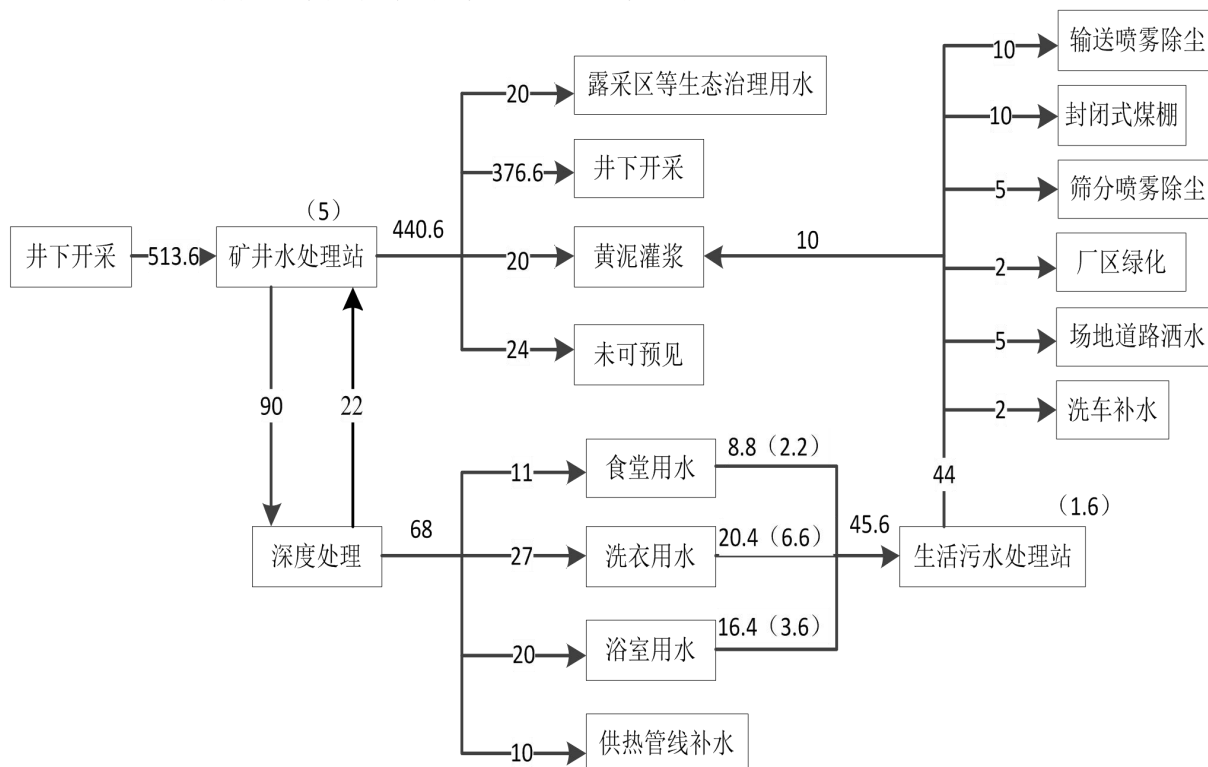 10
输送喷雾除尘
20
露采区等生态治理用水
10
封闭式煤棚
376.6
井下开采
5
筛分喷雾除尘
(5)
井下开采
513.6
矿井水处理站
440.6
20
黄泥灌浆
10
2
厂区绿化
24
未可预见
5
场地道路洒水
90
22
2
洗车补水
11
食堂用水
8.8（2.2）
44
(1.6)
深度处理
68
27
洗衣用水
20.4（6.6）
45.6
生活污水处理站
20
浴室用水
16.4（3.6）
10
供热管线补水